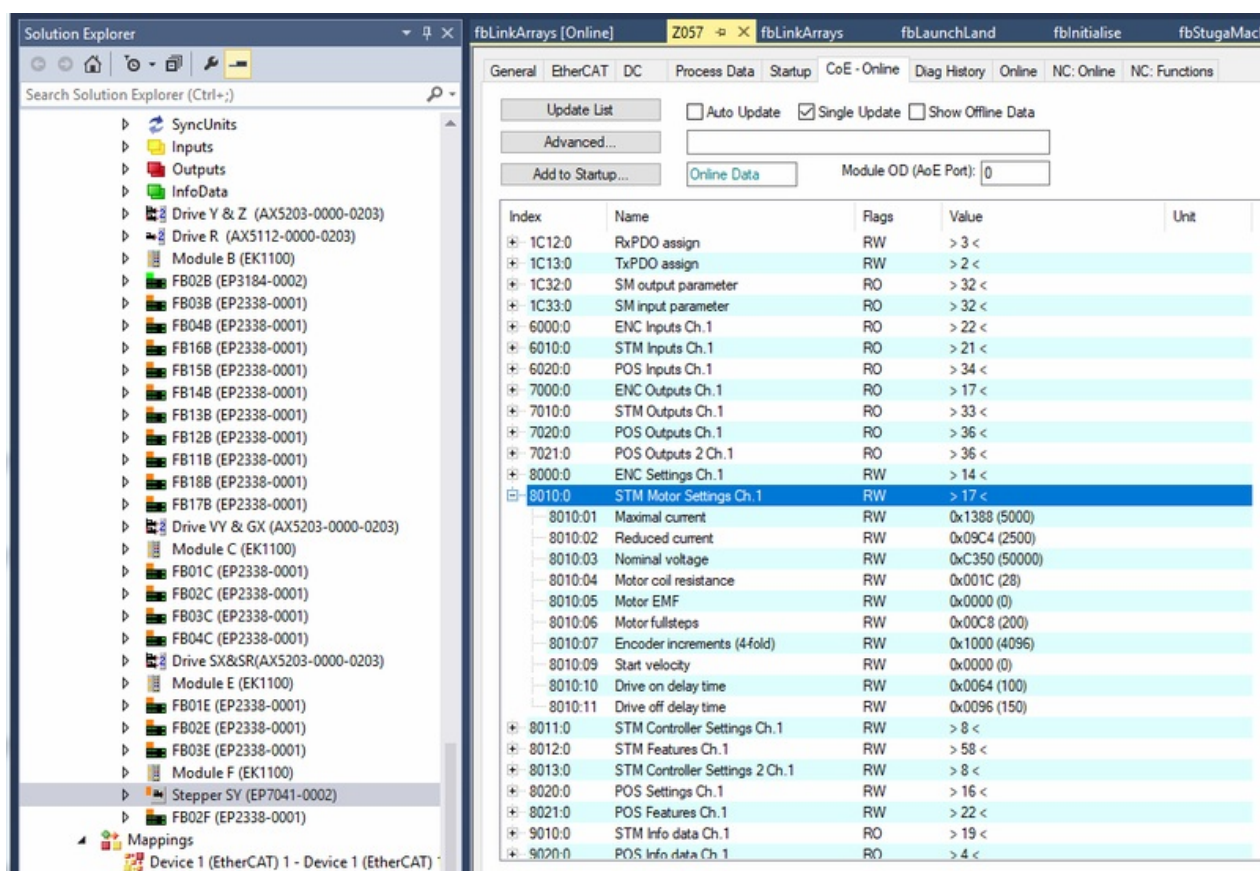 Solution Explorer
Search Solution Explorer (Ctrl+;)
SyncUnits
Inputs
Outputs
InfoData
Drive Y & Z (AX5203-0000-0203)
Drive R (AX5112-0000-0203)
Module B (EK1100)
FB02B (EP3184-0002)
FB03B (EP2338-0001)
FB04B (EP2338-0001)
FB16B (EP2338-0001)
FB15B (EP2338-0001)
FB14B (EP2338-0001)
FB13B (EP2338-0001)
FB12B (EP2338-0001)
FB11B (EP2338-0001)
FB18B (EP2338-0001)
FB17B (EP2338-0001)
Drive VY & GX (AX5203-0000-0203)
Module C (EK1100)
FB01C (EP2338-0001)
FB02C (EP2338-0001)
FB03C (EP2338-0001)
FB04C (EP2338-0001)
Drive SX&SR(AX5203-0000-0203)
Module E (EK1100)
FB01E (EP2338-0001)
FB02E (EP2338-0001)
FB03E (EP2338-0001)
Module F (EK1100)
Stepper SY (EP7041-0002)
FB02F (EP2338-0001)
Mappings
Device 1 (EtherCAT) 1 - Device 1 (EtherCAT)
fbLinkArrays [Online] Z057 fbLinkArrays fbLaunchLand fbInitialise fbStugaMac
General EtherCAT DC Process Data Startup CoE - Online Diag History Online NC: Online NC: Functions
Update List Auto Update Single Update Show Offline Data
Advanced...
Add to Startup... Online Data Module OD (AoE Port): 0
Index Name Flags Value Unit
1C12:0 RxPDO assign RW > 3 <
1C13:0 TxPDO assign RW > 2 <
1C32:0 SM output parameter RO > 32 <
1C33:0 SM input parameter RO > 32 <
6000:0 ENC Inputs Ch.1 RO > 22 <
6010:0 STM Inputs Ch.1 RO > 21 <
6020:0 POS Inputs Ch.1 RO > 34 <
7000:0 ENC Outputs Ch.1 RO > 17 <
7010:0 STM Outputs Ch.1 RO > 33 <
7020:0 POS Outputs Ch.1 RO > 36 <
7021:0 POS Outputs 2 Ch.1 RO > 36 <
8000:0 ENC Settings Ch.1 RW > 14 <
8010:0 STM Motor Settings Ch.1 RW > 17 <
8010:01 Maximal current RW 0x1388 (5000)
8010:02 Reduced current RW 0x09C4 (2500)
8010:03 Nominal voltage RW 0xC350 (50000)
8010:04 Motor coil resistance RW 0x001C (28)
8010:05 Motor EMF RW 0x0000 (0)
8010:06 Motor fullsteps RW 0x00C8 (200)
8010:07 Encoder increments (4-fold) RW 0x1000 (4096)
8010:09 Start velocity RW 0x0000 (0)
8010:10 Drive on delay time RW 0x0064 (100)
8010:11 Drive off delay time RW 0x0096 (150)
8011:0 STM Controller Settings Ch.1 RW > 8 <
8012:0 STM Features Ch.1 RW > 58 <
8013:0 STM Controller Settings 2 Ch.1 RW > 8 <
8020:0 POS Settings Ch.1 RW > 16 <
8021:0 POS Features Ch.1 RW > 22 <
9010:0 STM Info data Ch.1 RO > 19 <
9020:0 POS Info data Ch.1 RO > 4 <